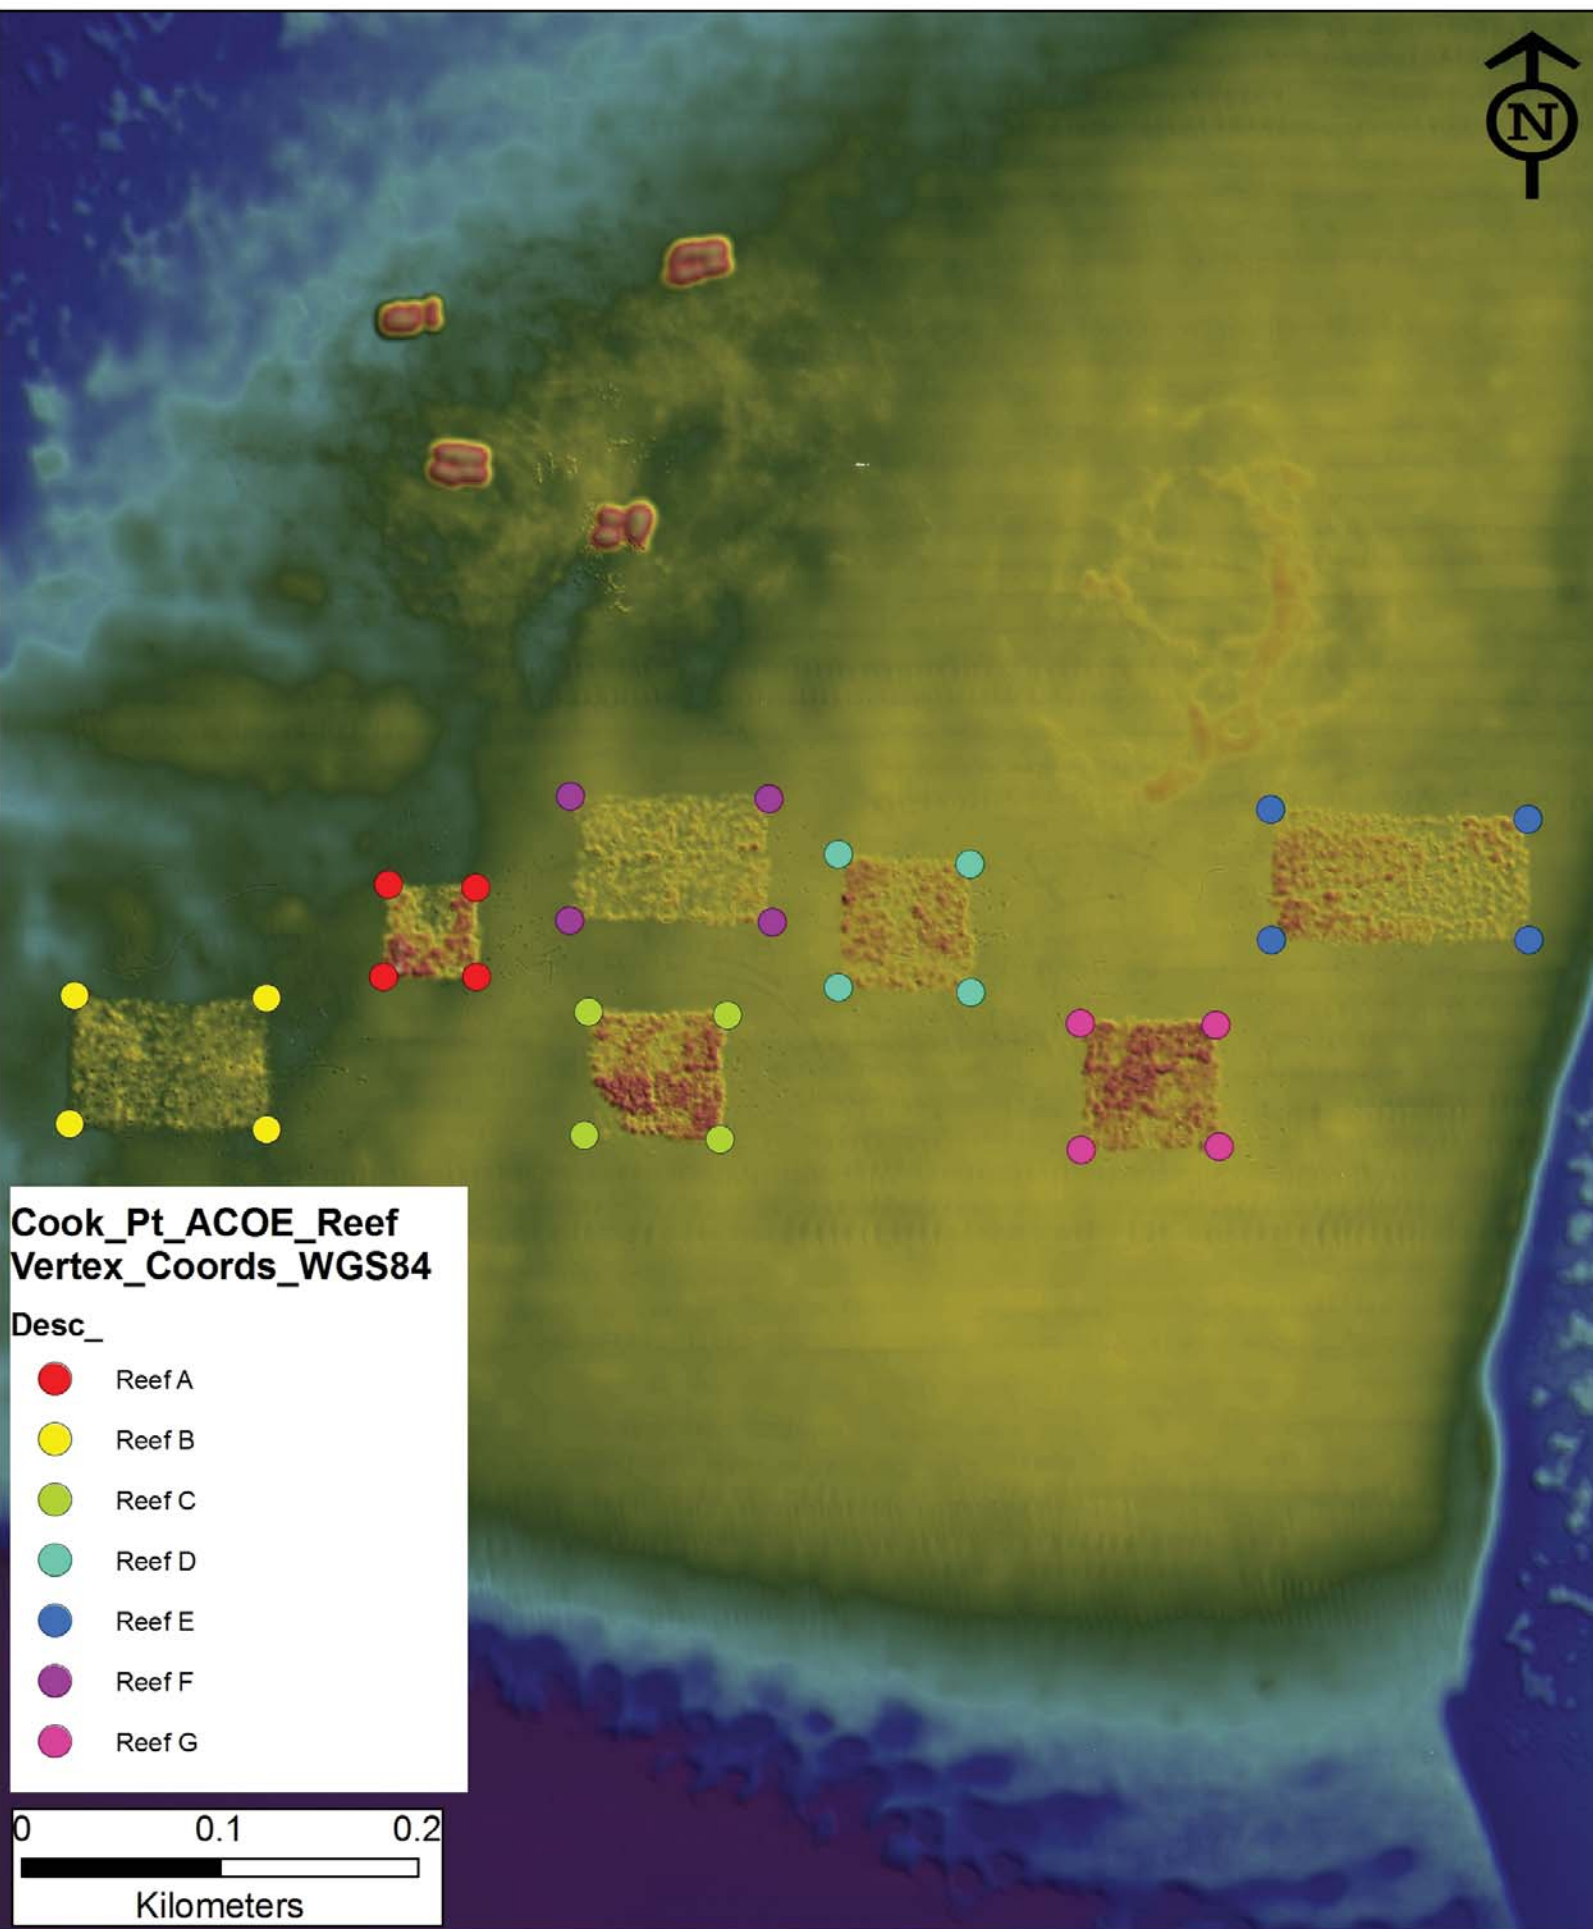 N
Cook_Pt_ACOE_Reef
Vertex_Coords_WGS84
Desc_
Reef A
Reef B
Reef C
Reef D
Reef E
Reef F
Reef G
0 0.1 0.2
Kilometers